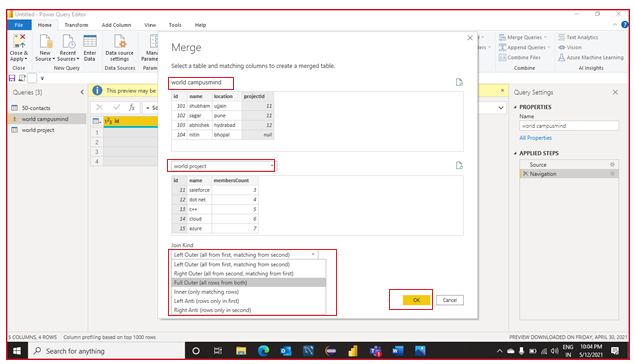 Untitled - Power Query Editor
File Home Transform Add Column View Tools Help
Close & Apply
New Source
Recent Sources
Enter Data
Data source settings
Manage
Merge Queries
Append Queries
Combine Files
Text Analytics
Vision
Azure Machine Learning
Close
New Query
Data Sources
Combine
AI Insights
Queries [3]
50-contacts
world campusmind
world project
This preview may be
id
1
2
3
4
Merge
Select a table and matching columns to create a merged table.
world campusmind
id name location projectId
101 shubham ujjain 11
102 sagar pune 11
103 abhishek hydrabad 12
104 nitin bhopal null
world project
id name membersCount
11 saleforce 3
12 dot net 4
13 c++ 5
14 cloud 6
15 azure 7
Join Kind
Left Outer (all from first, matching from second)
Left Outer (all from first, matching from second)
Right Outer (all from second, matching from first)
Full Outer (all rows from both)
Inner (only matching rows)
Left Anti (rows only in first)
Right Anti (rows only in second)
OK Cancel
Query Settings
PROPERTIES
Name
world campusmind
All Properties
APPLIED STEPS
Source
Navigation
5 COLUMNS, 4 ROWS Column profiling based on top 1000 rows
PREVIEW DOWNLOADED ON FRIDAY, APRIL 30, 2021
Search for anything
ENG
IN
10:04 PM
5/12/2021